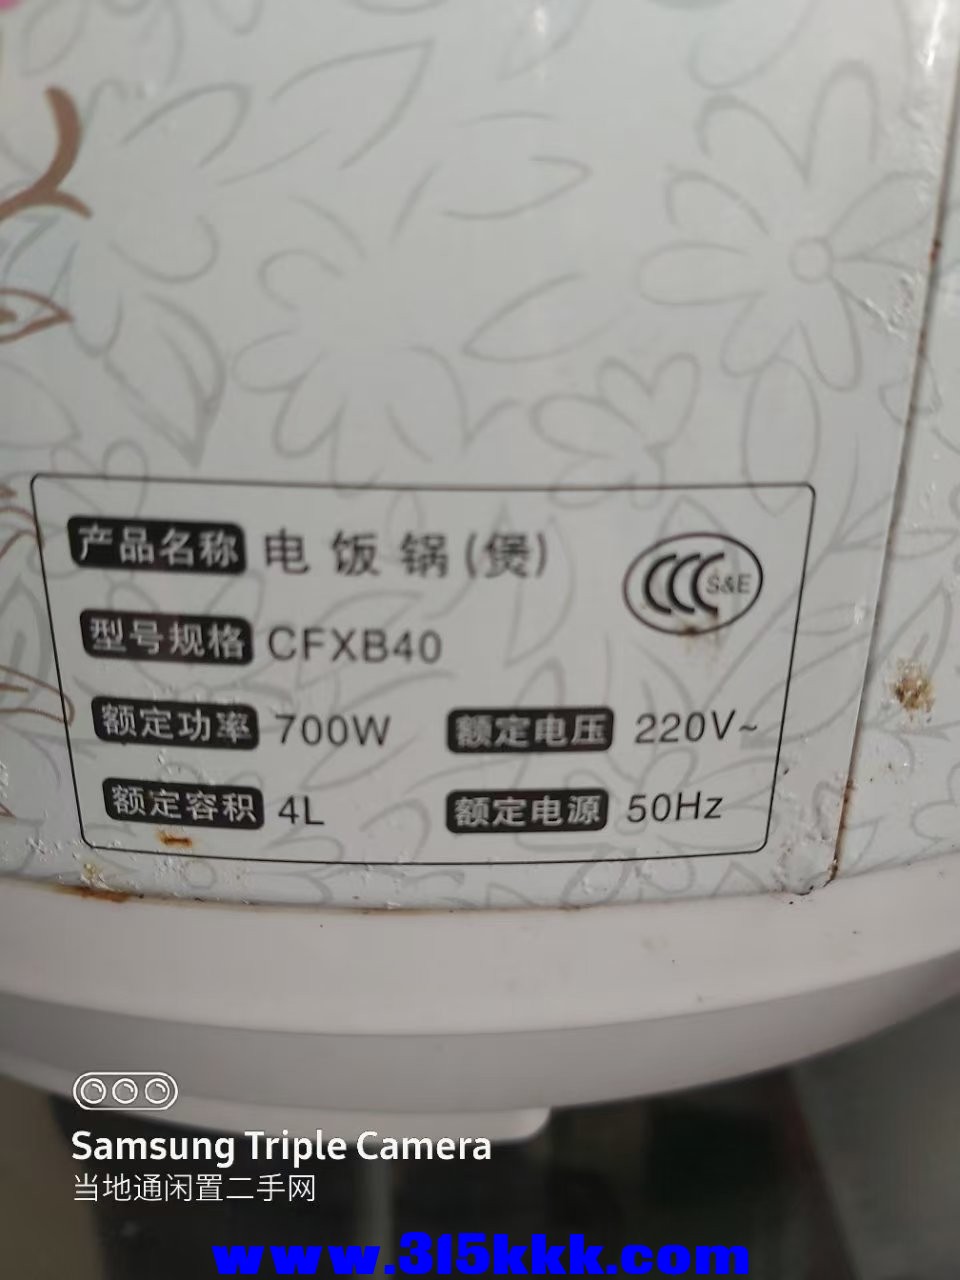 产品名称 电饭锅(煲)
CCC S&E
型号规格 CFXB40
额定功率 700W 额定电压 220V~
额定容积 4L 额定电源 50Hz
Samsung Triple Camera
当地通闲置二手网
www.315kkk.com